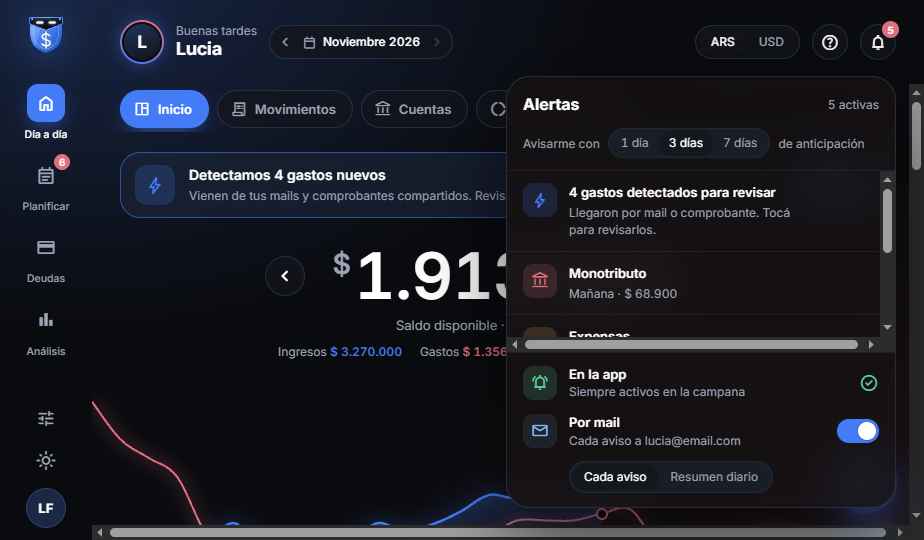 $
Día a día
6
Planificar
Deudas
Análisis
LF
L
Buenas tardes
Lucia
Noviembre 2026
ARS USD
5
Inicio
Movimientos
Cuentas
Detectamos 4 gastos nuevos
Vienen de tus mails y comprobantes compartidos.
$1.913
Saldo disponible ·
Ingresos $ 3.270.000 Gastos $ 1.356
Alertas
5 activas
Avisarme con 1 día 3 días 7 días de anticipación
4 gastos detectados para revisar
Llegaron por mail o comprobante. Tocá
para revisarlos.
Monotributo
Mañana · $ 68.900
Expensas
En la app
Siempre activos en la campana
Por mail
Cada aviso a lucia@email.com
Cada aviso Resumen diario